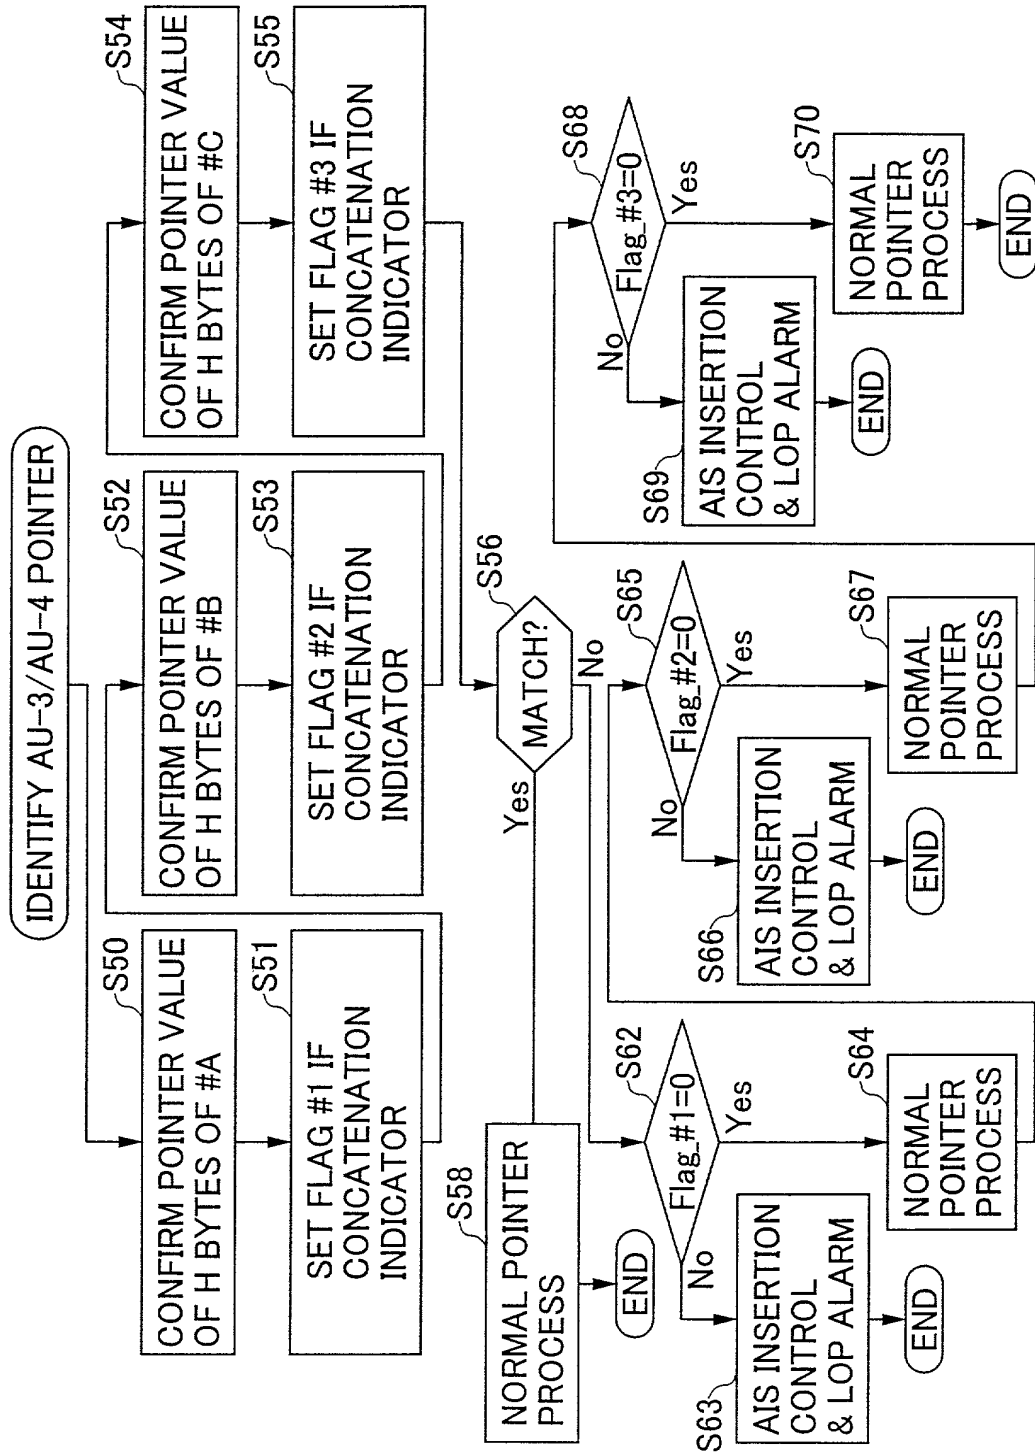 IDENTIFY AU-3/AU-4 POINTER
S50
CONFIRM POINTER VALUE
OF H BYTES OF #A
S51
SET FLAG #1 IF
CONCATENATION
INDICATOR
S52
CONFIRM POINTER VALUE
OF H BYTES OF #B
S53
SET FLAG #2 IF
CONCATENATION
INDICATOR
S54
CONFIRM POINTER VALUE
OF H BYTES OF #C
S55
SET FLAG #3 IF
CONCATENATION
INDICATOR
S56
MATCH?
Yes
No
S58
NORMAL POINTER
PROCESS
END
S62
Flag_#1=0
No
Yes
S63
AIS INSERTION
CONTROL
& LOP ALARM
END
S64
NORMAL
POINTER
PROCESS
S65
Flag_#2=0
No
Yes
S66
AIS INSERTION
CONTROL
& LOP ALARM
END
S67
NORMAL
POINTER
PROCESS
S68
Flag_#3=0
No
Yes
S69
AIS INSERTION
CONTROL
& LOP ALARM
END
S70
NORMAL
POINTER
PROCESS
END